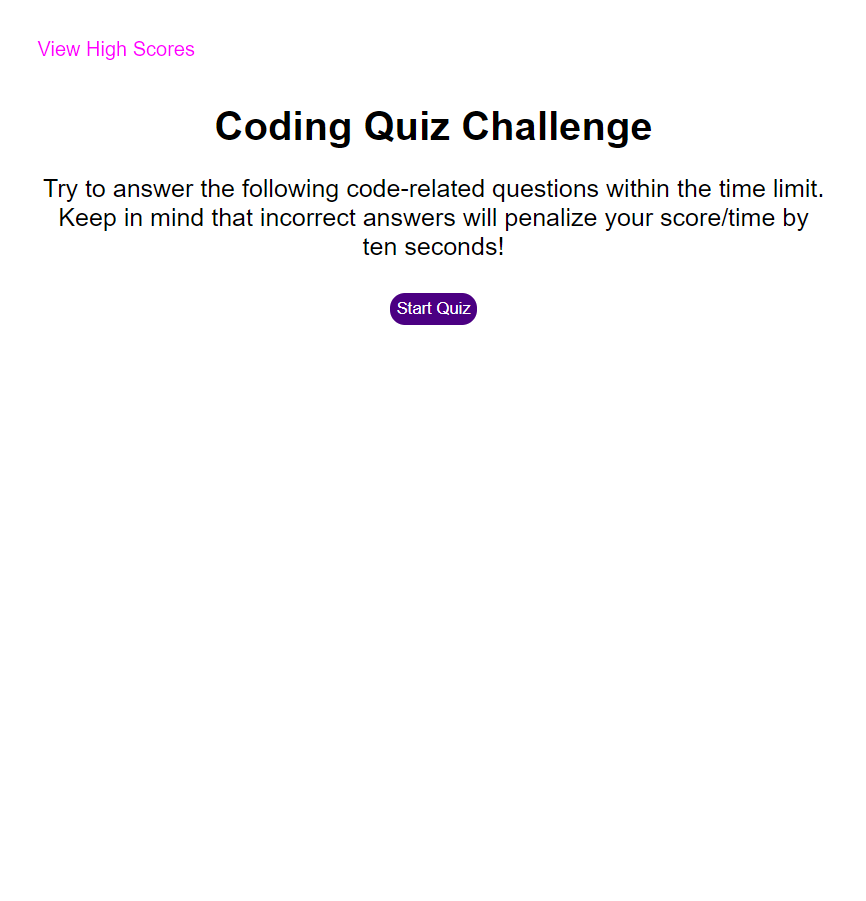 View High Scores
Coding Quiz Challenge
Try to answer the following code-related questions within the time limit.
Keep in mind that incorrect answers will penalize your score/time by
ten seconds!
Start Quiz